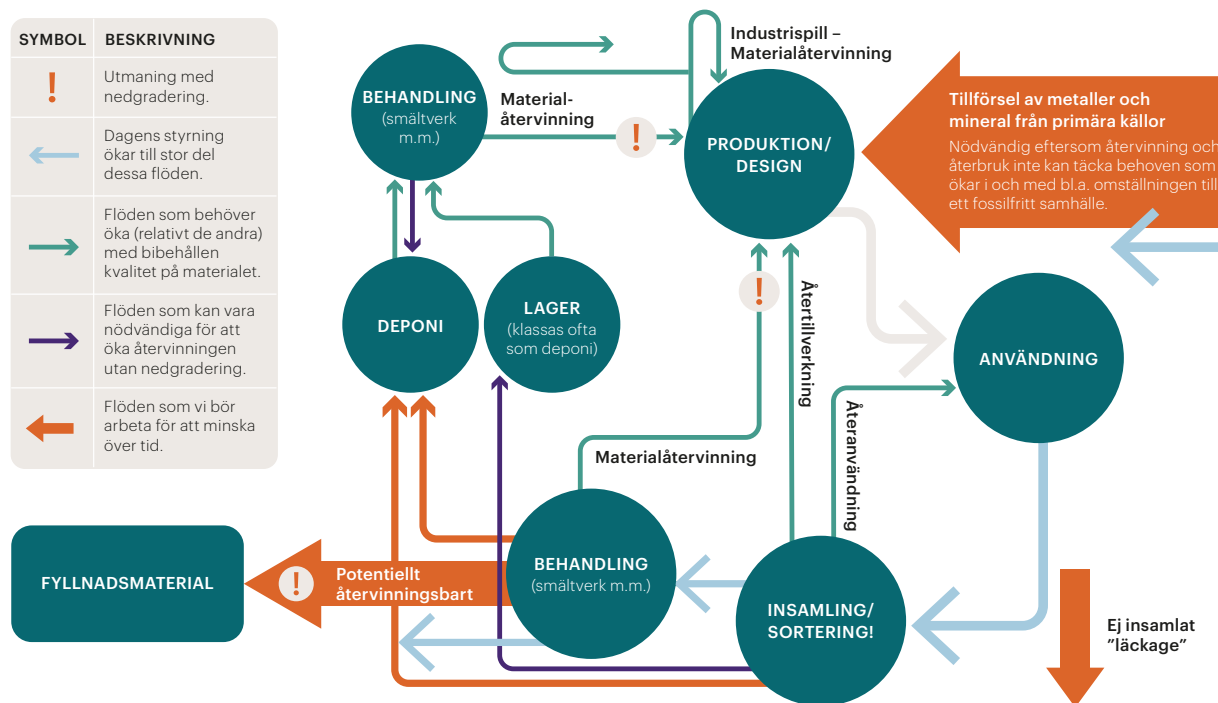 SYMBOL BESKRIVNING
! Utmaning med
nedgradering.
Dagens styrning
ökar till stor del
dessa flöden.
Flöden som behöver
öka (relativt de andra)
med bibehållen
kvalitet på materialet.
Flöden som kan vara
nödvändiga för att
öka återvinningen
utan nedgradering.
Flöden som vi bör
arbeta för att minska
över tid.
BEHANDLING
(smältverk
m.m.)
Material-
återvinning
!
Industrispill –
Materialåtervinning
PRODUKTION/
DESIGN
Tillförsel av metaller och
mineral från primära källor
Nödvändig eftersom återvinning och
återbruk inte kan täcka behoven som
ökar i och med bl.a. omställningen till
ett fossilfritt samhälle.
DEPONI
LAGER
(klassas ofta
som deponi)
!
Återtillverkning
ANVÄNDNING
Materialåtervinning
Återanvändning
FYLLNADSMATERIAL
!
Potentiellt
återvinningsbart
BEHANDLING
(smältverk m.m.)
INSAMLING/
SORTERING!
Ej insamlat
”läckage”